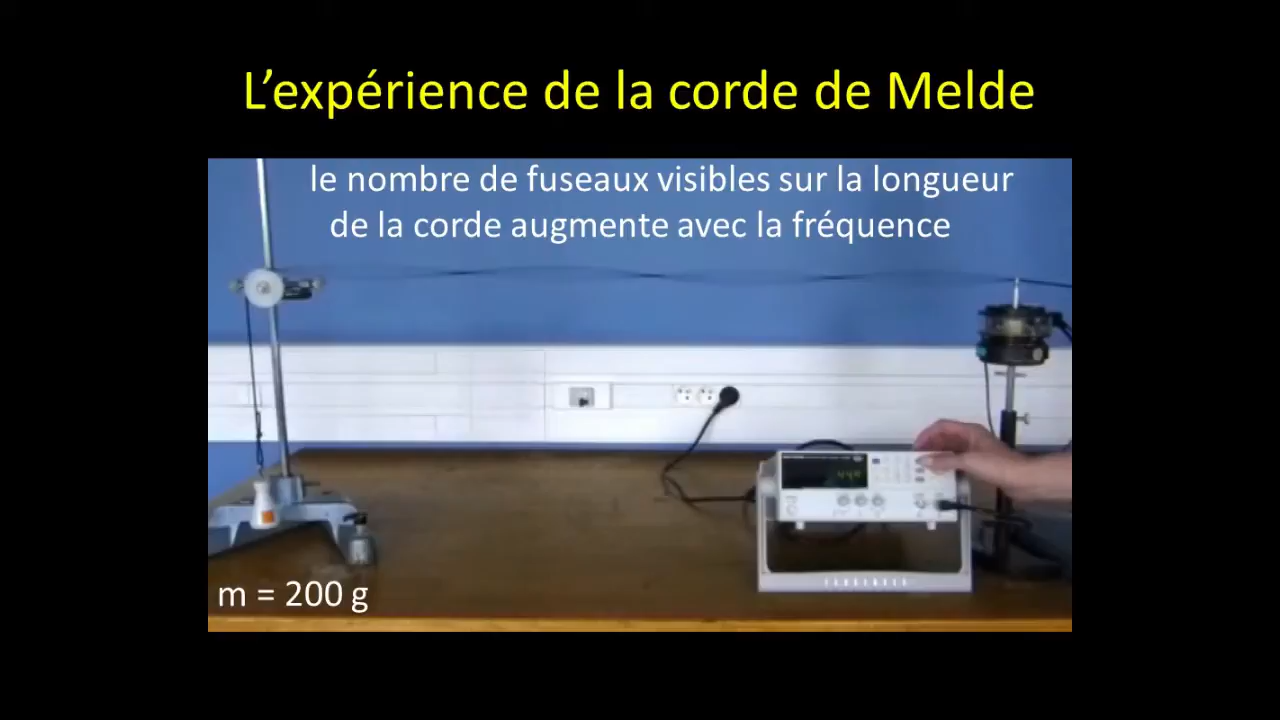 L’expérience de la corde de Melde
le nombre de fuseaux visibles sur la longueur
de la corde augmente avec la fréquence
m = 200 g